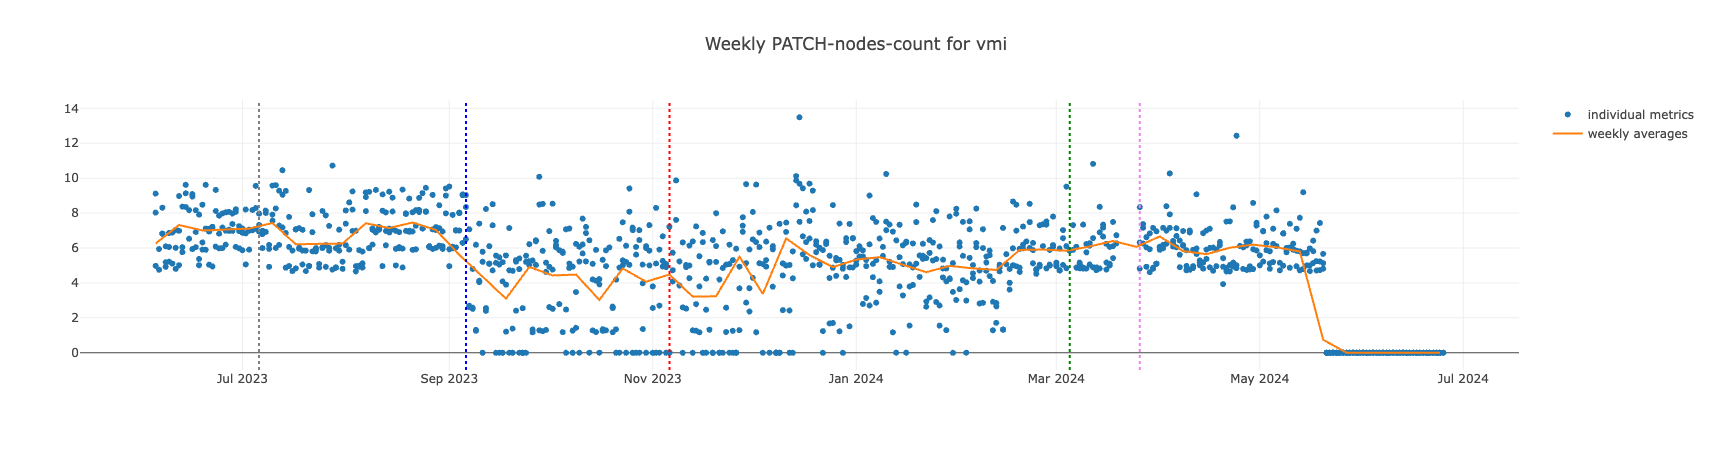 Weekly PATCH-nodes-count for vmi
14
12
10
8
6
4
2
0
Jul 2023
Sep 2023
Nov 2023
Jan 2024
Mar 2024
May 2024
Jul 2024
individual metrics
weekly averages